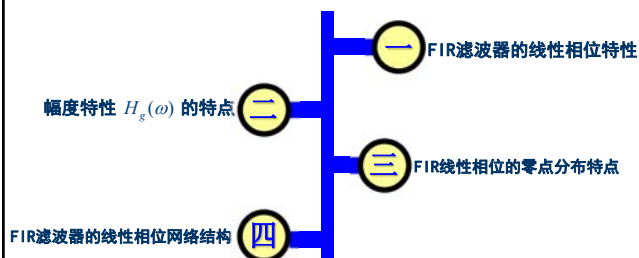 一 FIR滤波器的线性相位特性
幅度特性 H_g(ω) 的特点 二
三 FIR线性相位的零点分布特点
FIR滤波器的线性相位网络结构 四